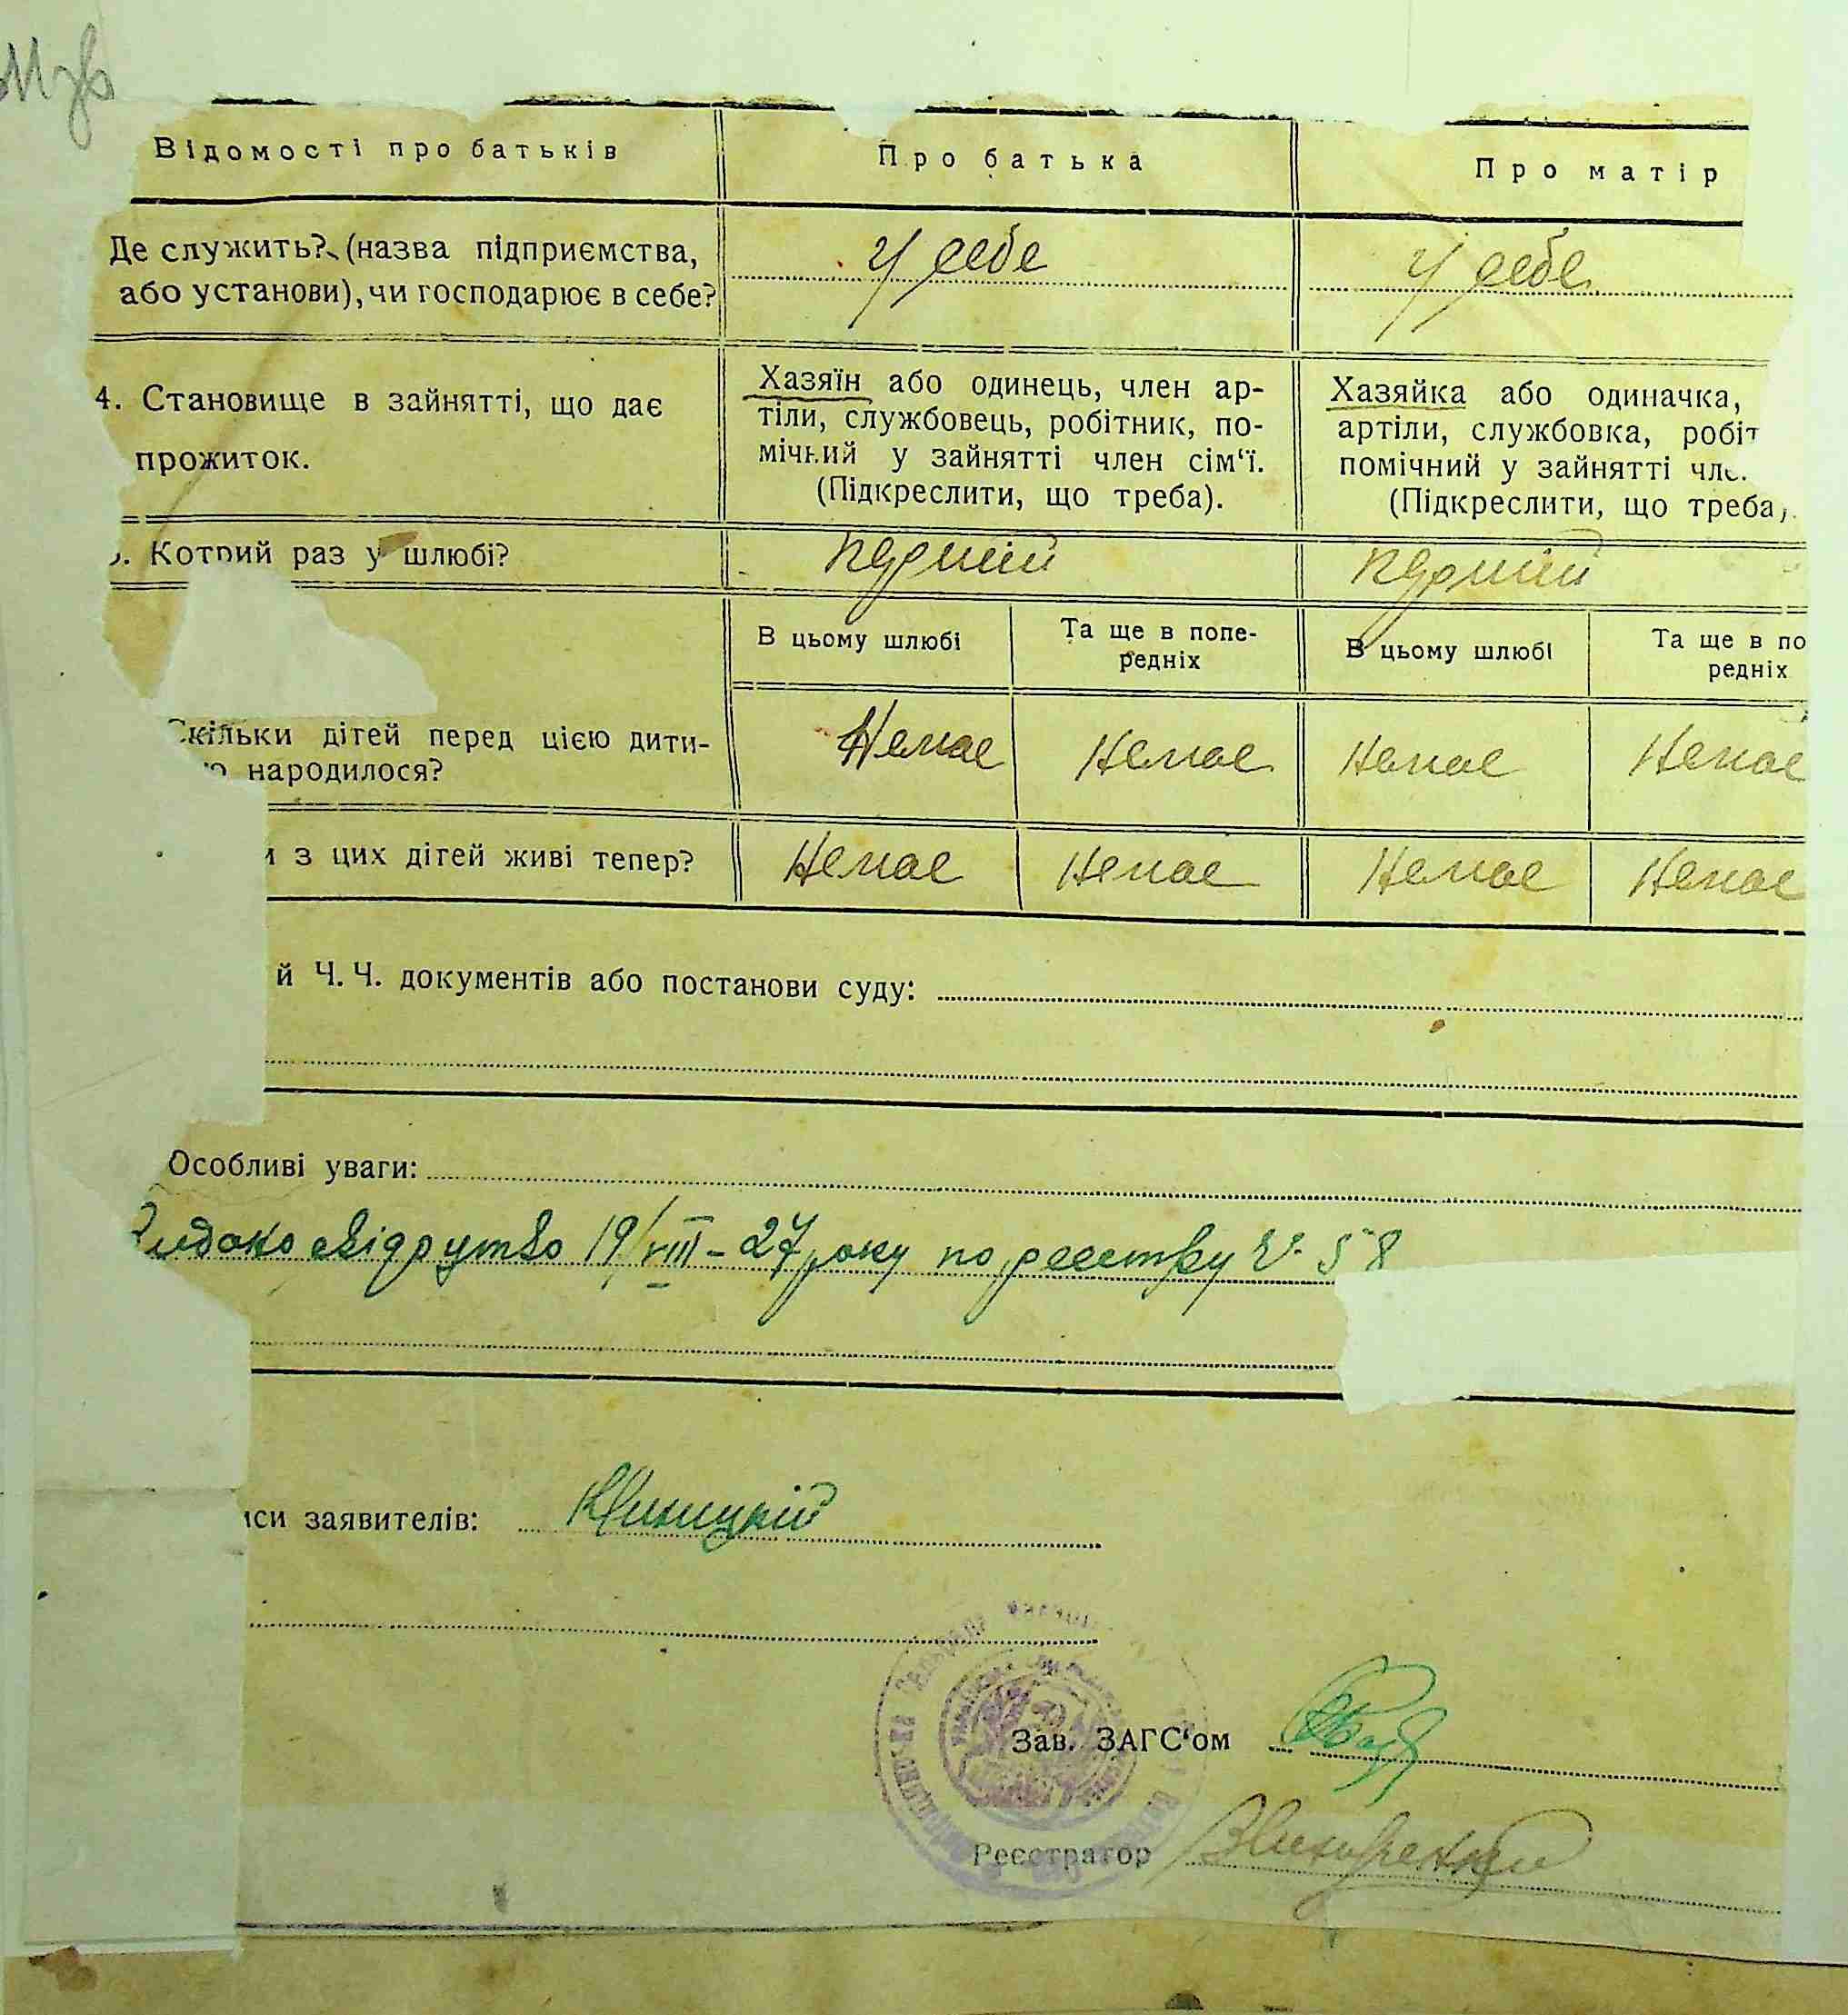 Відомості про батьків
Про батька
Про матір
Де служить? (назва підприємства,
або установи), чи господарює в себе?
У себе
У себе
4. Становище в зайнятті, що дає
прожиток.
Хазяїн або одинець, член ар-
тіли, службовець, робітник, по-
мічний у зайнятті член сім‘ї.
(Підкреслити, що треба).
Хазяйка або одиначка,
артіли, службовка, робіт
помічний у зайнятті чле.
(Підкреслити, що треба).
Котрий раз у шлюбі?
первий
первий
В цьому шлюбі
Та ще в попе-
редніх
В цьому шлюбі
Та ще в по
редніх
Скільки дітей перед цією дити-
ю народилося?
Немає
Немає
Немає
Немає
и з цих дітей живі тепер?
Немає
Немає
Немає
Немає
й Ч. Ч. документів або постанови суду:
Особливі уваги:
Видано свідоцтво 19/VIII - 27 року по реєстру Ч. 58
иси заявителів:
Зав. ЗАГС‘ом
Реєстратор